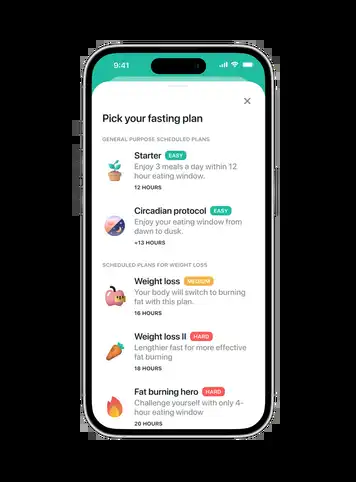 9:41
Pick your fasting plan
GENERAL PURPOSE SCHEDULED PLANS
Starter EASY
Enjoy 3 meals a day within 12
hour eating window.
12 HOURS
Circadian protocol EASY
Enjoy your eating window from
dawn to dusk.
~13 HOURS
SCHEDULED PLANS FOR WEIGHT LOSS
Weight loss MEDIUM
Your body will switch to burning
fat with this plan.
16 HOURS
Weight loss II HARD
Lengthier fast for more effective
fat burning
18 HOURS
Fat burning hero HARD
Challenge yourself with only 4-
hour eating window
20 HOURS